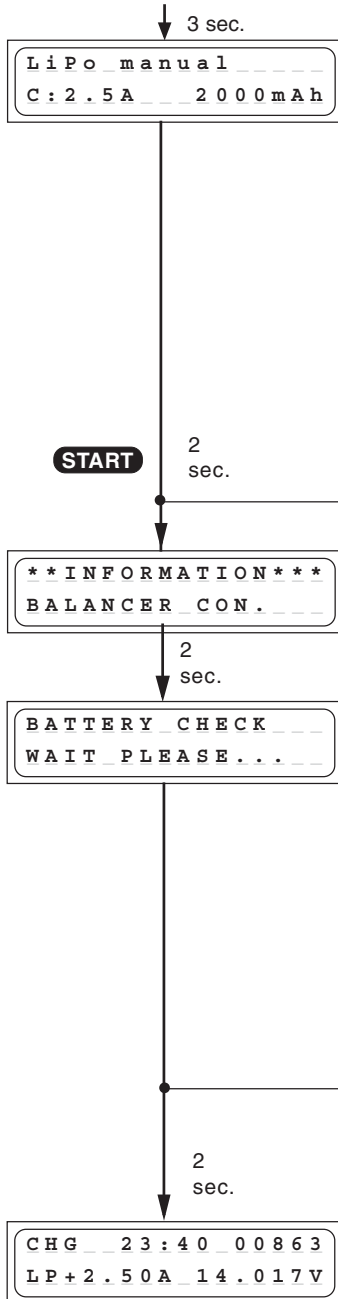 3 sec.
LiPo manual
C:2.5A 2000mAh
START
2
sec.
**INFORMATION***
BALANCER CON.
2
sec.
BATTERY CHECK
WAIT PLEASE...
2
sec.
CHG 23:40 00863
LP+2.50A 14.017V